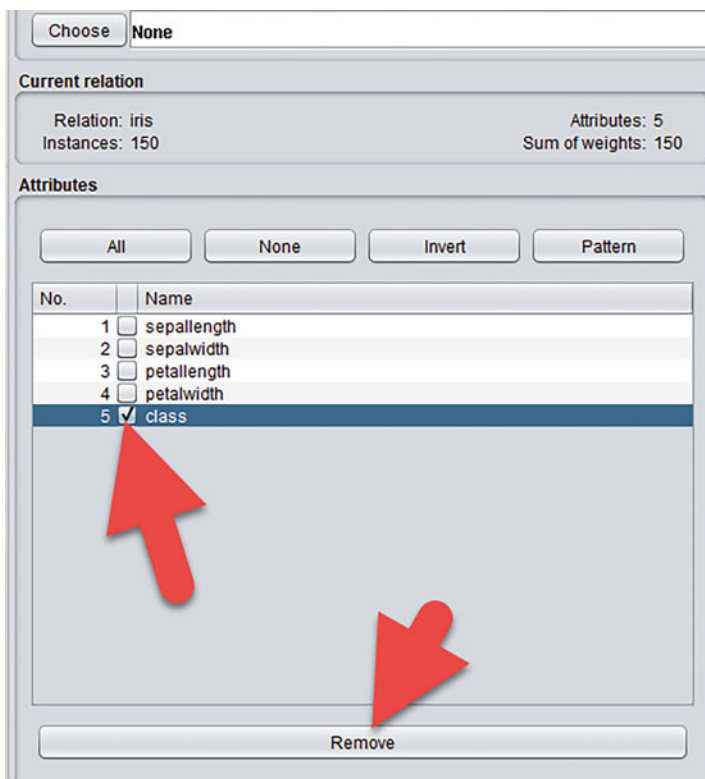 Choose None
Current relation
Relation: iris Attributes: 5
Instances: 150 Sum of weights: 150
Attributes
All None Invert Pattern
No. Name
1 sepallength
2 sepalwidth
3 petallength
4 petalwidth
5 class
Remove